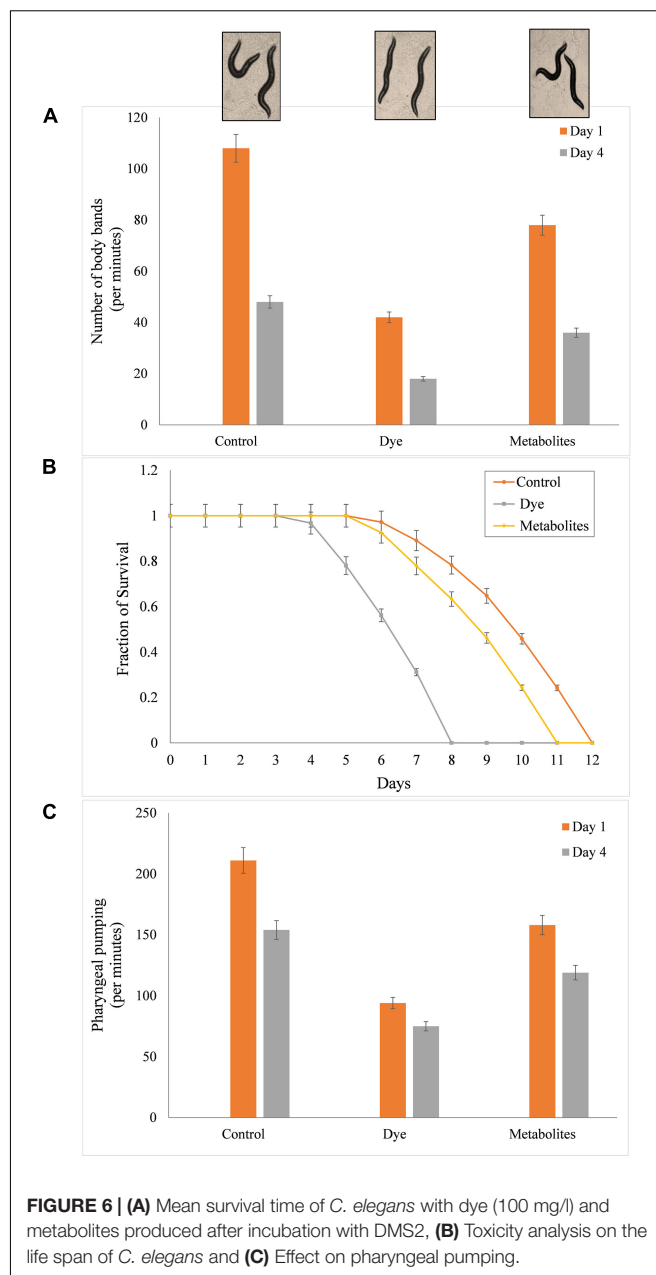 A
120
100
80
60
40
20
0
Number of body bands
(per minutes)
Day 1
Day 4
Control
Dye
Metabolites
B
1.2
1
0.8
0.6
0.4
0.2
0
Fraction of Survival
Control
Dye
Metabolites
0 1 2 3 4 5 6 7 8 9 10 11 12
Days
C
250
200
150
100
50
0
Pharyngeal pumping
(per minutes)
Day 1
Day 4
Control
Dye
Metabolites
FIGURE 6 | (A) Mean survival time of C. elegans with dye (100 mg/l) and
metabolites produced after incubation with DMS2, (B) Toxicity analysis on the
life span of C. elegans and (C) Effect on pharyngeal pumping.